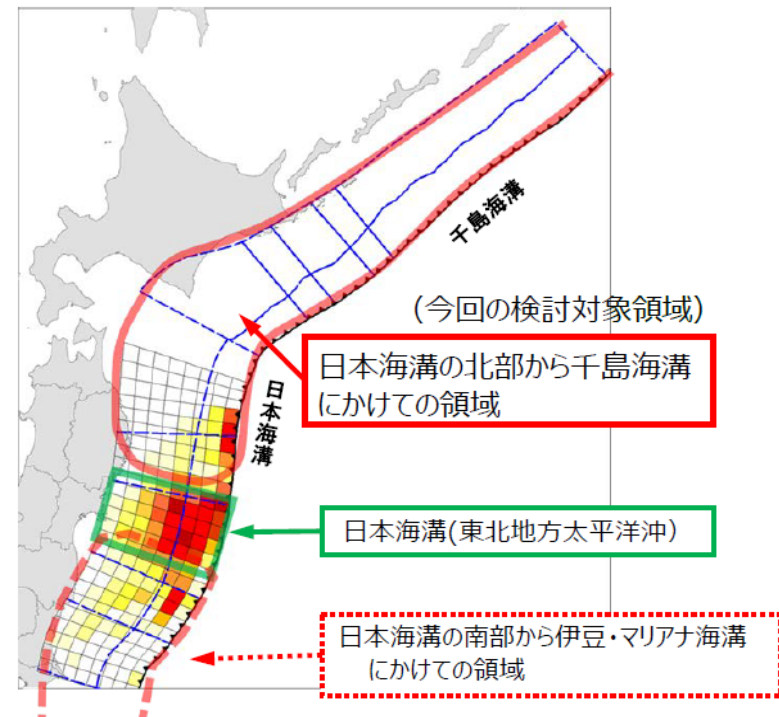 千島海溝
(今回の検討対象領域)
日本海溝の北部から千島海溝
にかけての領域
日本海溝
日本海溝(東北地方太平洋沖)
日本海溝の南部から伊豆・マリアナ海溝
にかけての領域